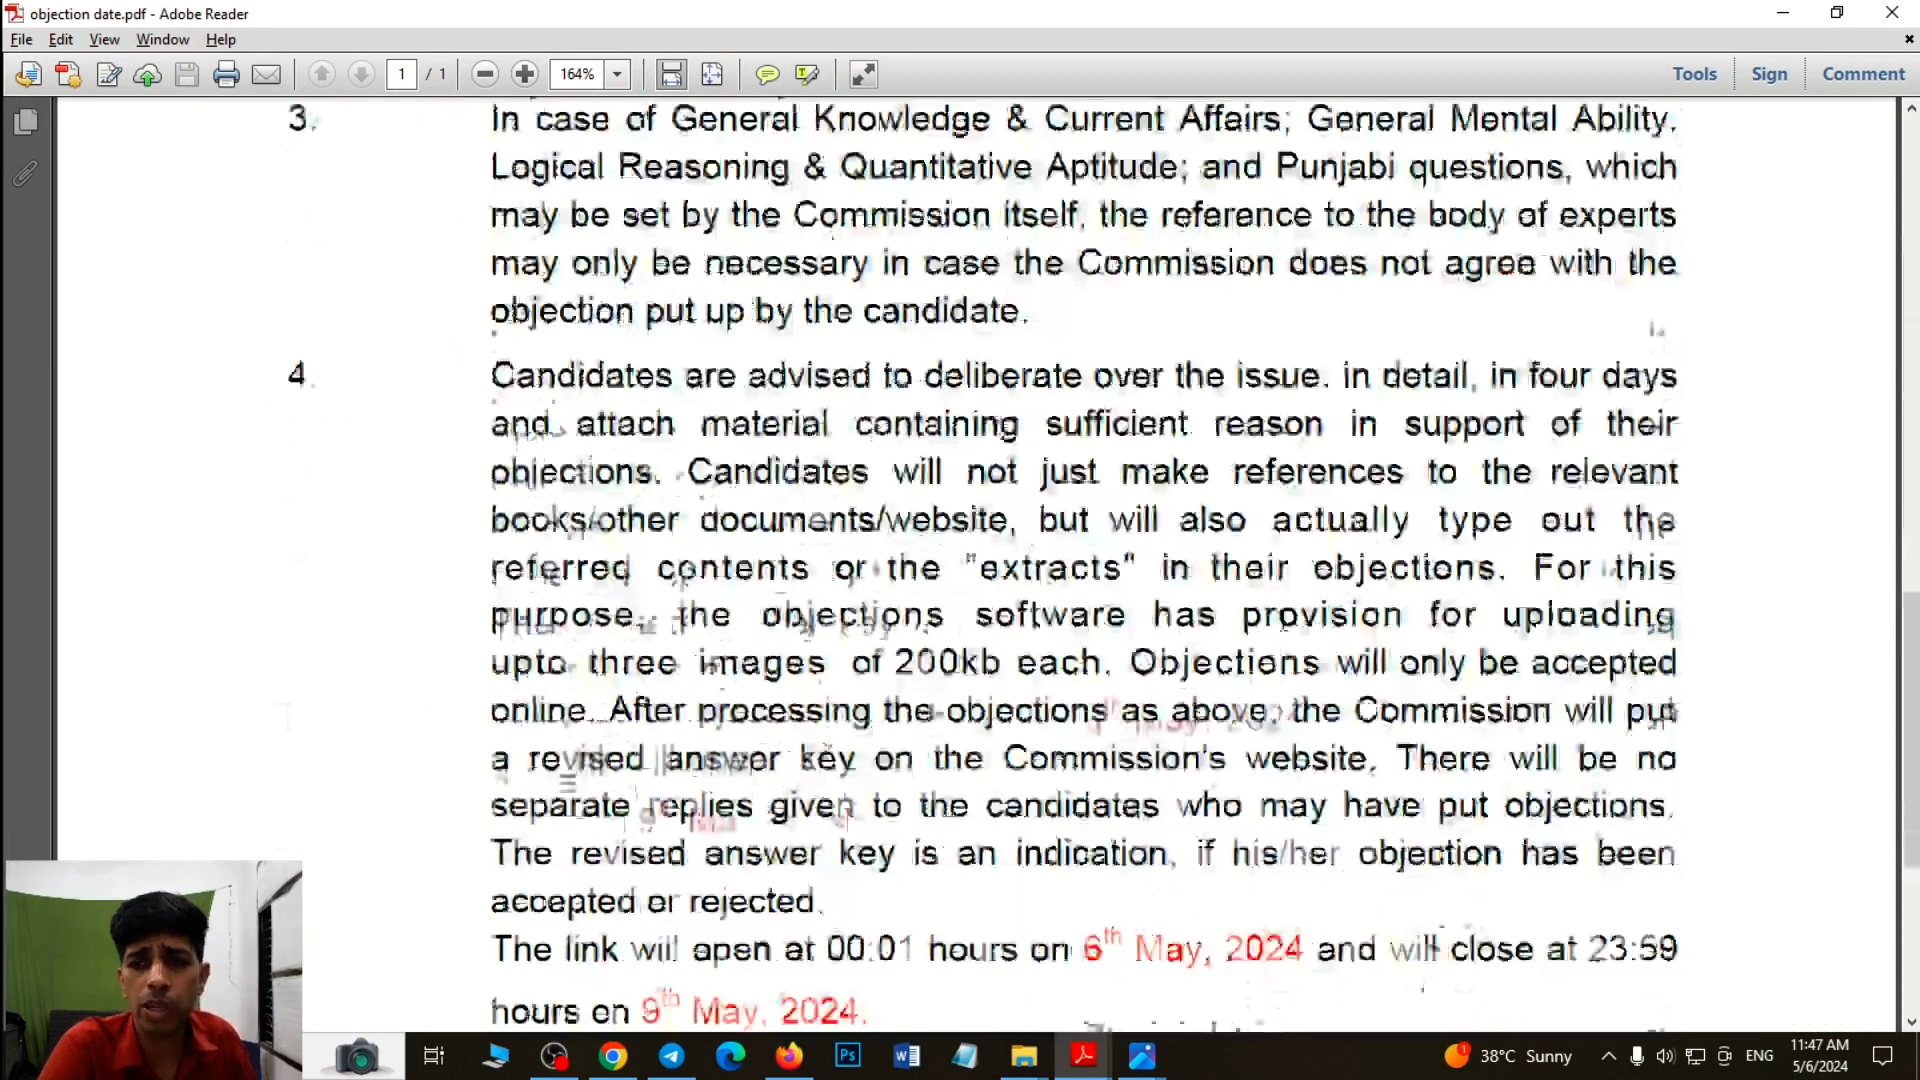 objection date.pdf - Adobe Reader
File Edit View Window Help
1 / 1 164% Tools Sign Comment
3. In case of General Knowledge & Current Affairs; General Mental Ability.
Logical Reasoning & Quantitative Aptitude; and Punjabi questions, which
may be set by the Commission itself, the reference to the body of experts
may only be necessary in case the Commission does not agree with the
objection put up by the candidate.
4. Candidates are advised to deliberate over the issue. in detail, in four days
and attach material containing sufficient reason in support of their
objections. Candidates will not just make references to the relevant
books/other documents/website, but will also actually type out the
referred contents or the "extracts" in their objections. For this
purpose, the objections software has provision for uploading
upto three images of 200kb each. Objections will only be accepted
online. After processing the objections as above, the Commission will put
a revised answer key on the Commission's website. There will be no
separate replies given to the candidates who may have put objections.
The revised answer key is an indication, if his/her objection has been
accepted or rejected.
The link will open at 00:01 hours on 6th May, 2024 and will close at 23:59
hours on 9th May, 2024.
38°C Sunny ENG 11:47 AM
5/6/2024